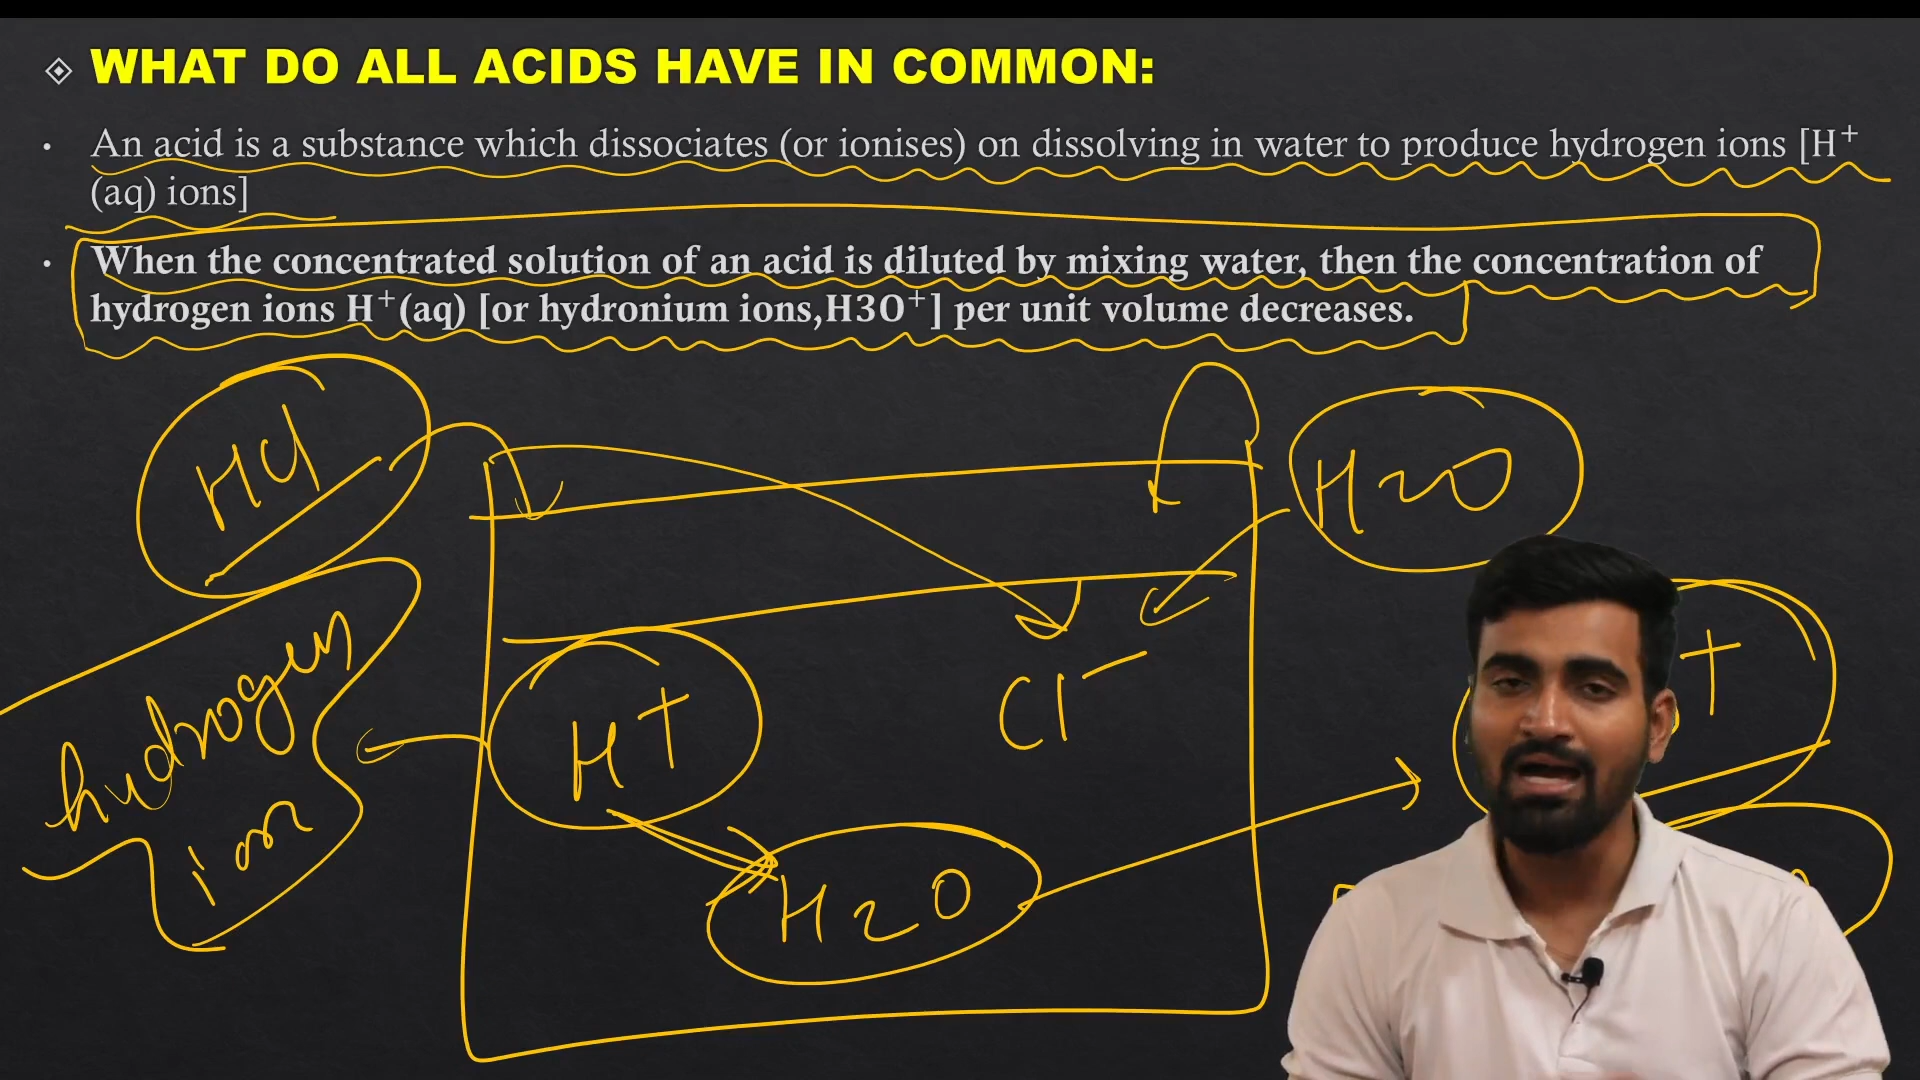 WHAT DO ALL ACIDS HAVE IN COMMON:
An acid is a substance which dissociates (or ionises) on dissolving in water to produce hydrogen ions [H⁺
(aq) ions]
When the concentrated solution of an acid is diluted by mixing water, then the concentration of
hydrogen ions H⁺(aq) [or hydronium ions,H3O⁺] per unit volume decreases.
HCl
H2O
hydrogen
ion
H+
Cl-
H2O
+